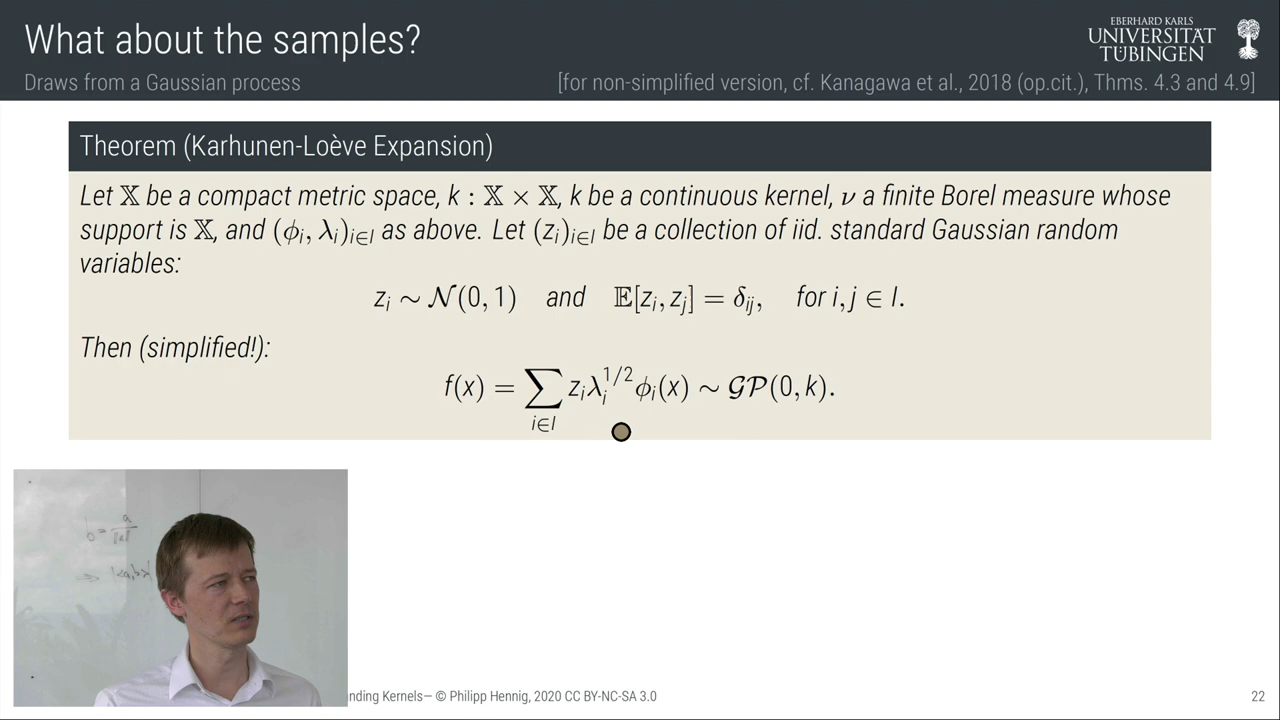 What about the samples?
Draws from a Gaussian process
[for non-simplified version, cf. Kanagawa et al., 2018 (op.cit.), Thms. 4.3 and 4.9]
EBERHARD KARLS
UNIVERSITÄT
TÜBINGEN
Theorem (Karhunen-Loève Expansion)
Let 𝕏 be a compact metric space, k : 𝕏 × 𝕏, k be a continuous kernel, ν a finite Borel measure whose
support is 𝕏, and (ϕᵢ, λᵢ)ᵢ∈I as above. Let (zᵢ)ᵢ∈I be a collection of iid. standard Gaussian random
variables:
zᵢ ∼ 𝒩(0, 1) and 𝔼[zᵢ, zⱼ] = δᵢⱼ, for i, j ∈ I.
Then (simplified!):
f(x) = ∑_{i∈I} zᵢλᵢ^{1/2}ϕᵢ(x) ∼ 𝒢𝒫(0, k).
Kernels— © Philipp Hennig, 2020 CC BY-NC-SA 3.0
22